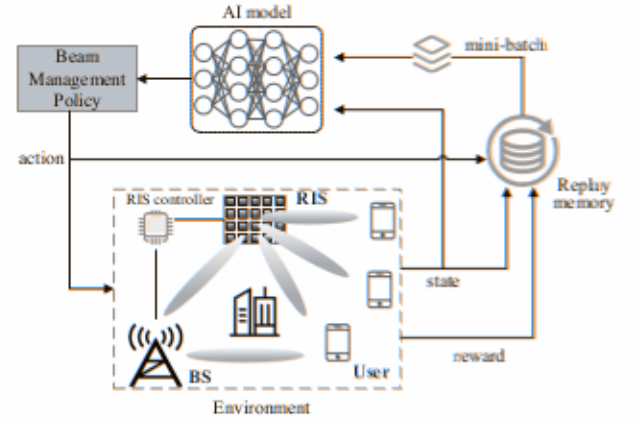 AI model
mini-batch
Beam
Management
Policy
action
Replay
memory
RIS controller
RIS
state
reward
User
BS
Environment